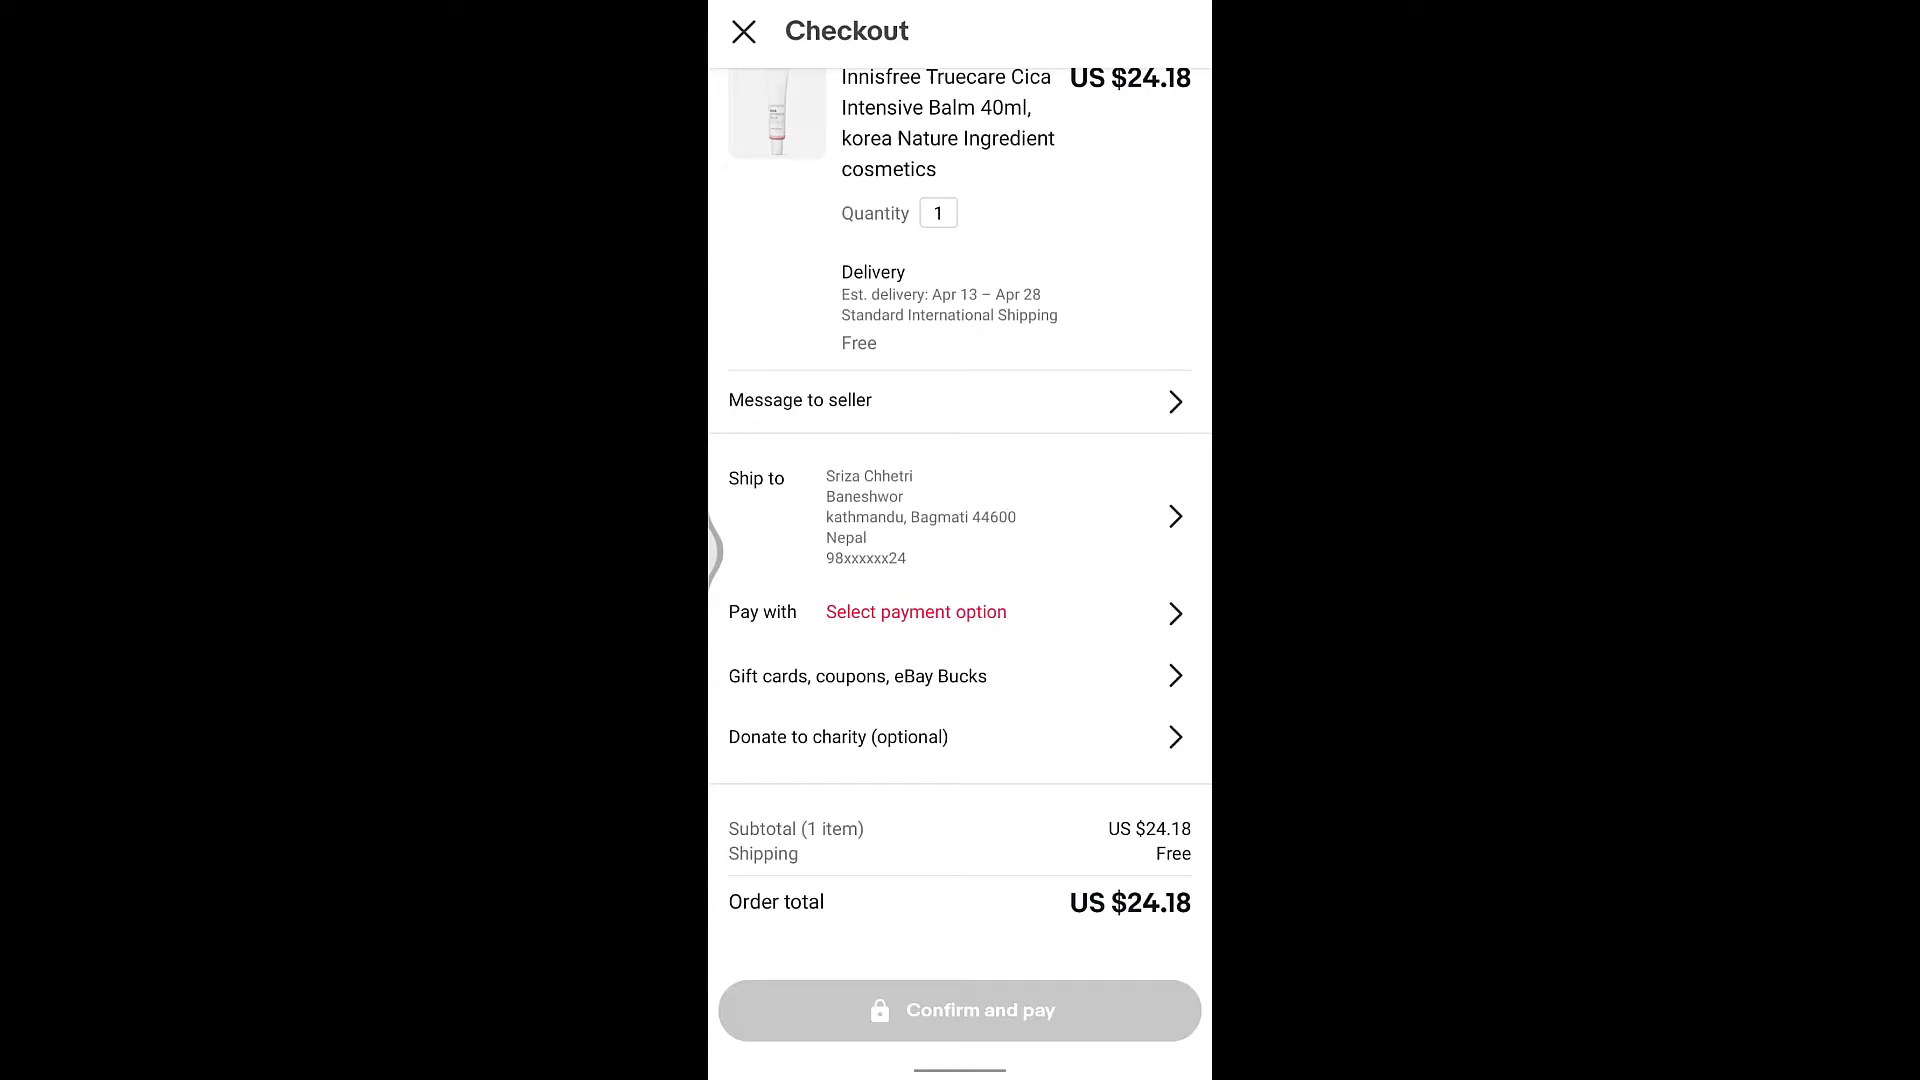 Checkout
Innisfree Truecare Cica
US $24.18
Intensive Balm 40ml,
korea Nature Ingredient
cosmetics
Quantity 1
Delivery
Est. delivery: Apr 13 – Apr 28
Standard International Shipping
Free
Message to seller
Ship to
Sriza Chhetri
Baneshwor
kathmandu, Bagmati 44600
Nepal
98xxxxxx24
Pay with Select payment option
Gift cards, coupons, eBay Bucks
Donate to charity (optional)
Subtotal (1 item) US $24.18
Shipping Free
Order total US $24.18
Confirm and pay